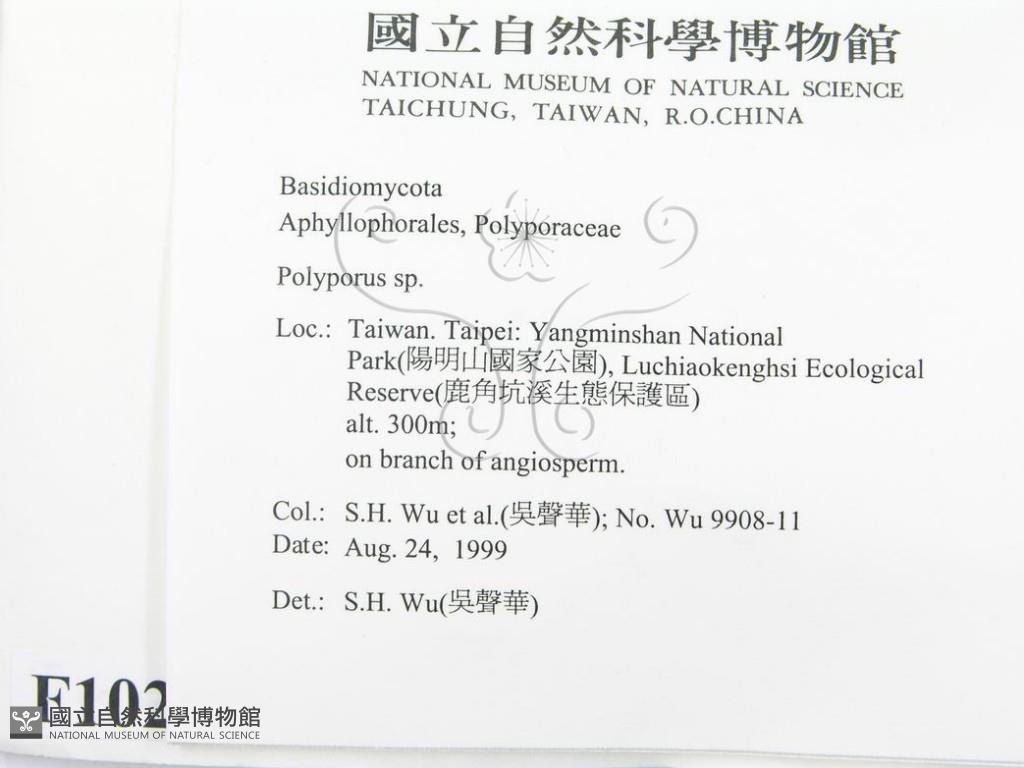 國立自然科學博物館
NATIONAL MUSEUM OF NATURAL SCIENCE
TAICHUNG, TAIWAN, R.O.CHINA
Basidiomycota
Aphyllophorales, Polyporaceae
Polyporus sp.
Loc.: Taiwan. Taipei: Yangminshan National
Park(陽明山國家公園), Luchiaokenghsi Ecological
Reserve(鹿角坑溪生態保護區)
alt. 300m;
on branch of angiosperm.
Col.: S.H. Wu et al.(吳聲華); No. Wu 9908-11
Date: Aug. 24, 1999
Det.: S.H. Wu(吳聲華)
F102
國立自然科學博物館
NATIONAL MUSEUM OF NATURAL SCIENCE